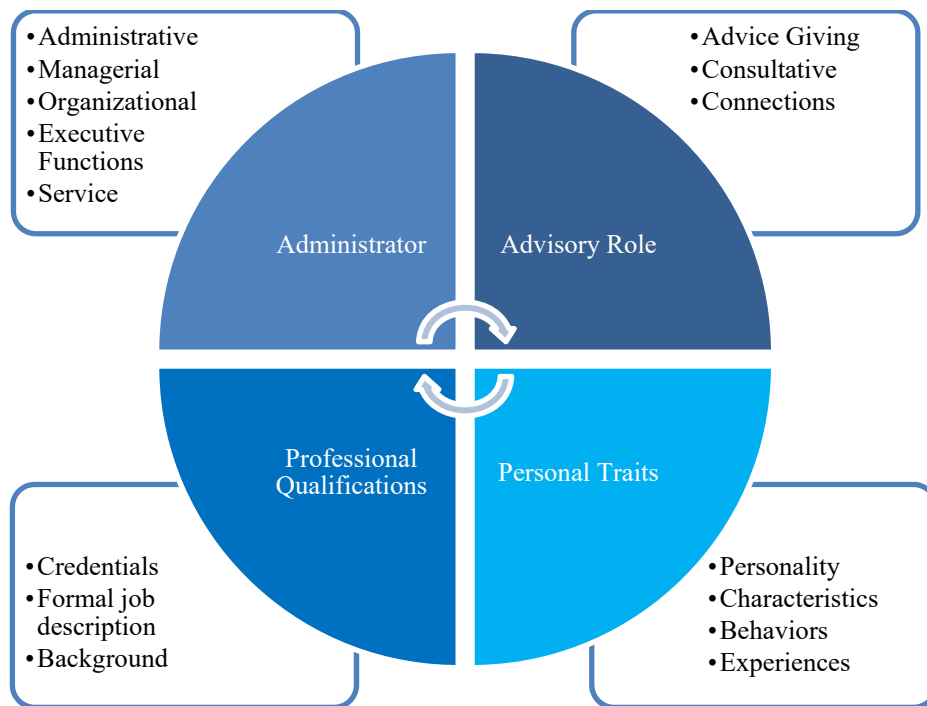 •Administrative
•Managerial
•Organizational
•Executive
Functions
•Service
•Advice Giving
•Consultative
•Connections
Administrator
Advisory Role
Professional
Qualifications
Personal Traits
•Credentials
•Formal job
description
•Background
•Personality
•Characteristics
•Behaviors
•Experiences